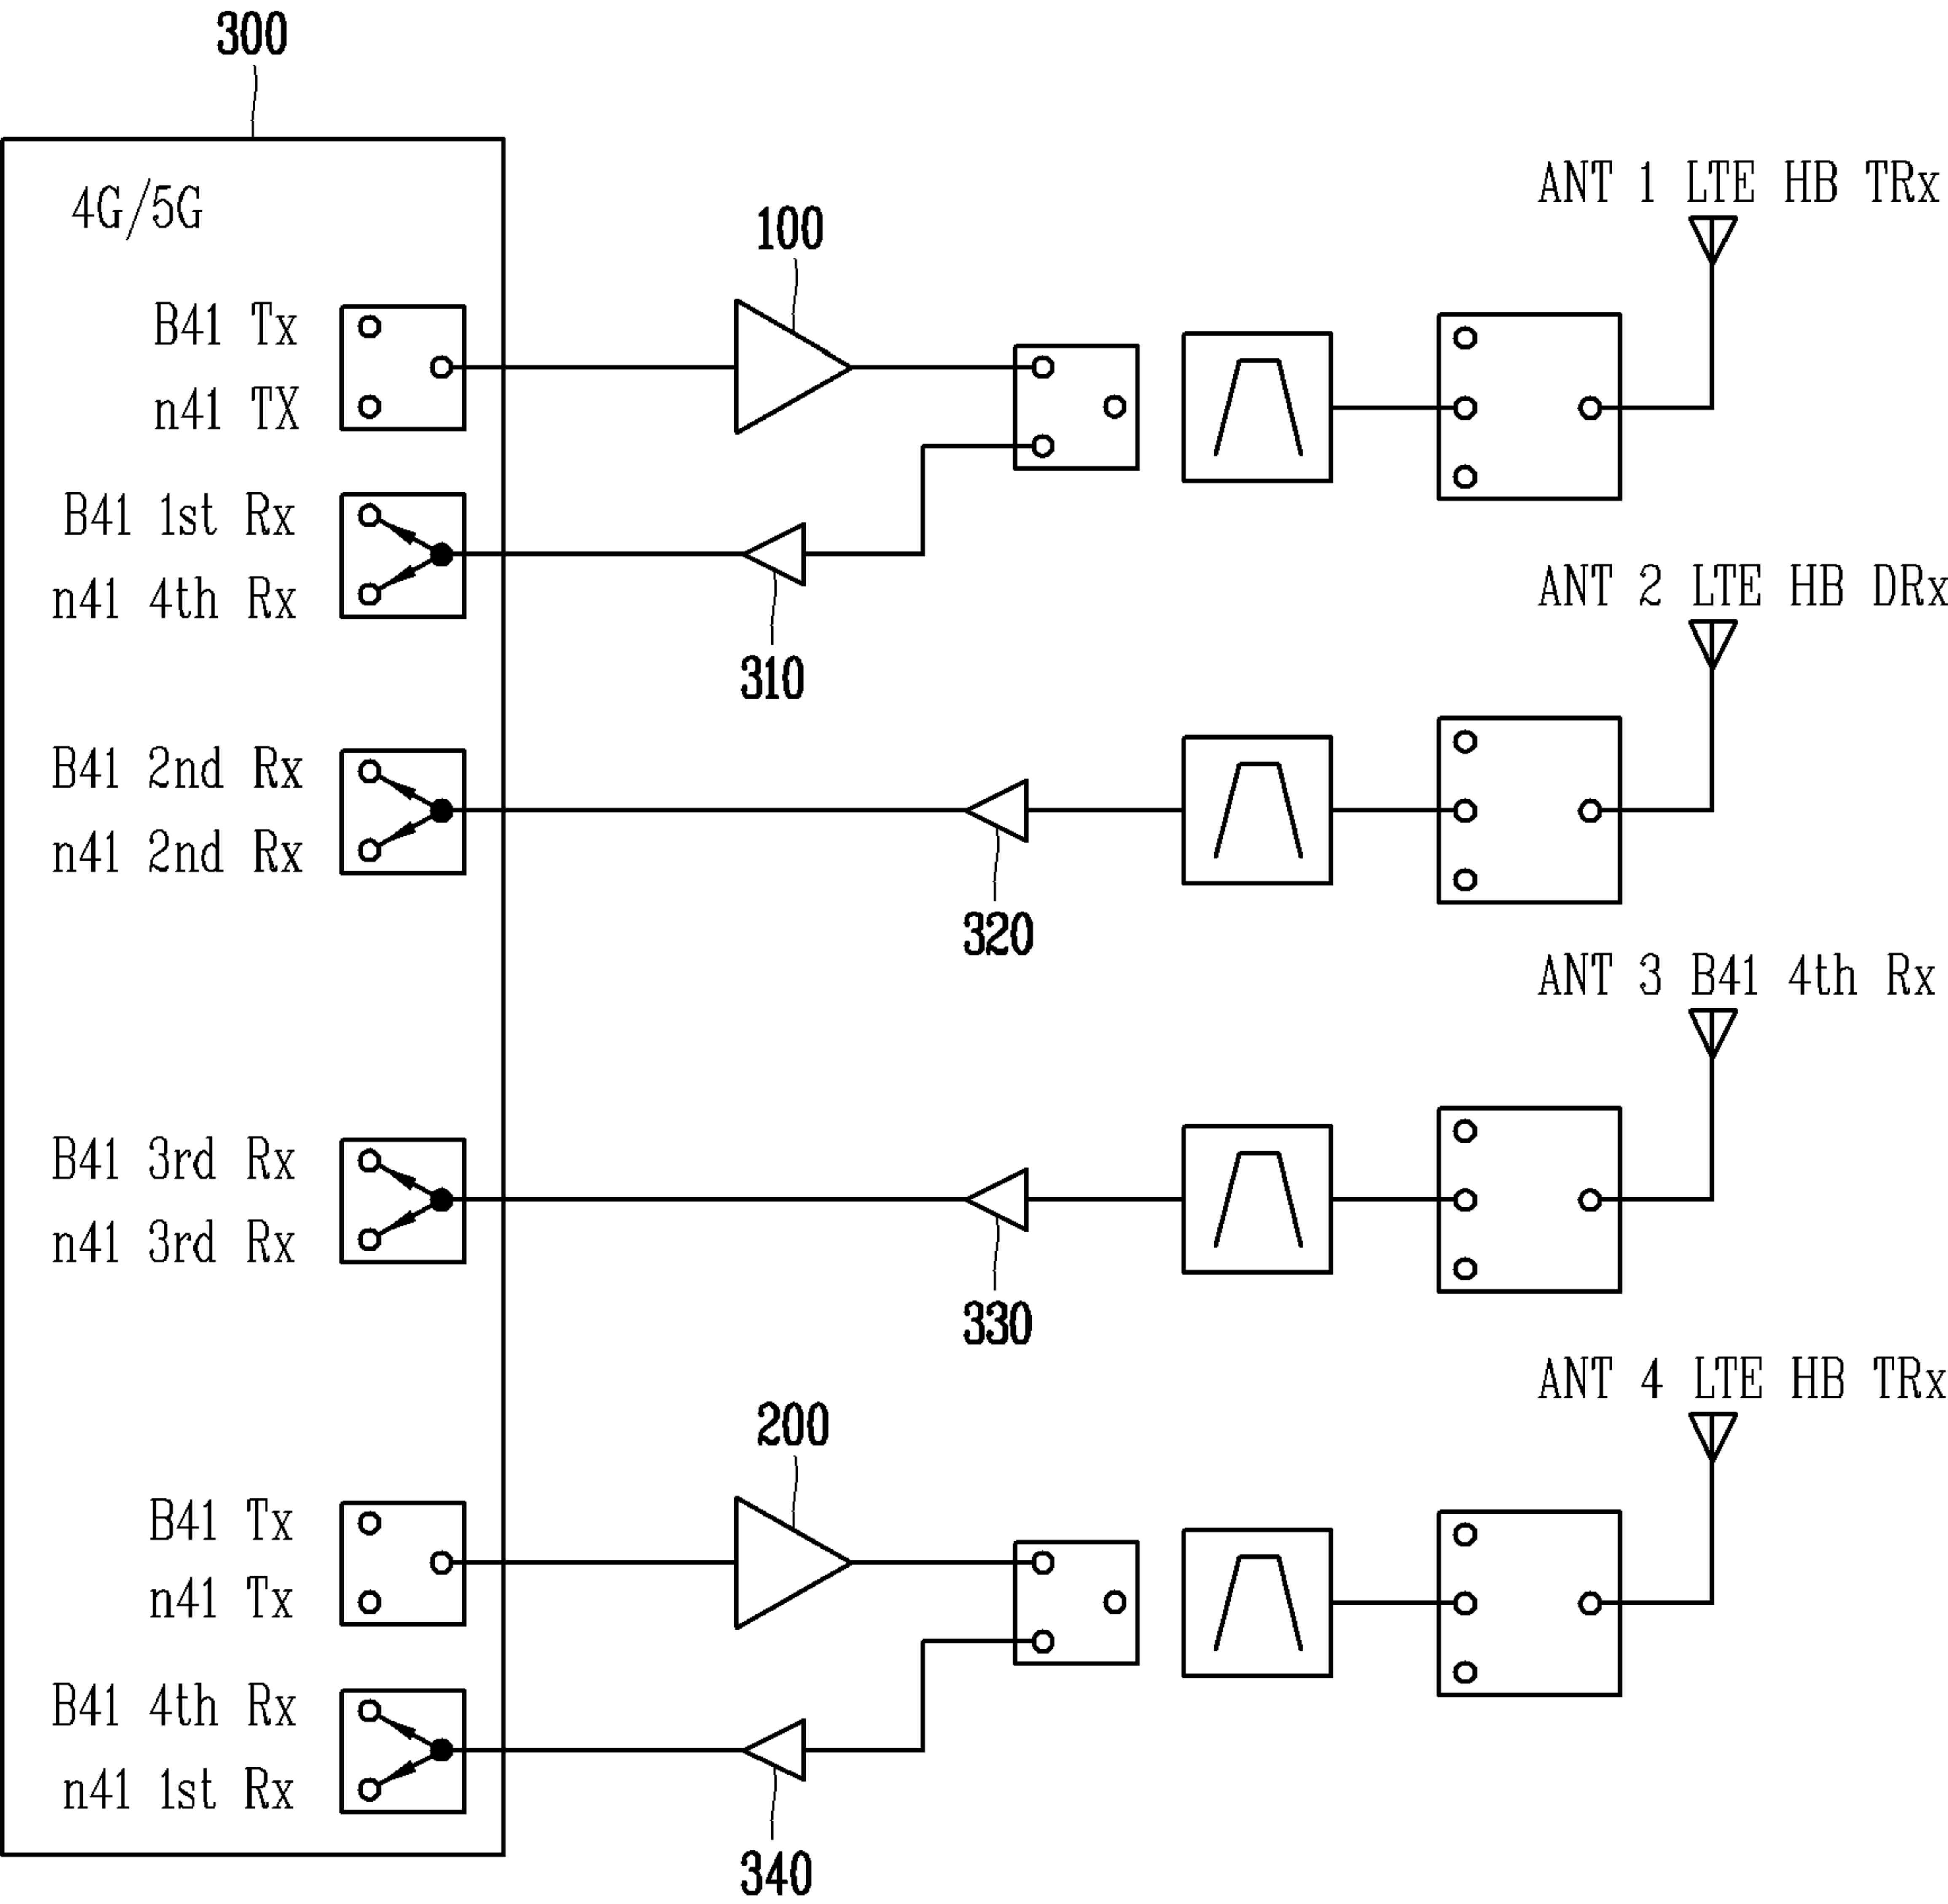 300
4G/5G
ANT 1 LTE HB TRx
100
B41 Tx
n41 TX
B41 1st Rx
n41 4th Rx
310
ANT 2 LTE HB DRx
B41 2nd Rx
n41 2nd Rx
320
ANT 3 B41 4th Rx
B41 3rd Rx
n41 3rd Rx
330
ANT 4 LTE HB TRx
200
B41 Tx
n41 Tx
B41 4th Rx
n41 1st Rx
340